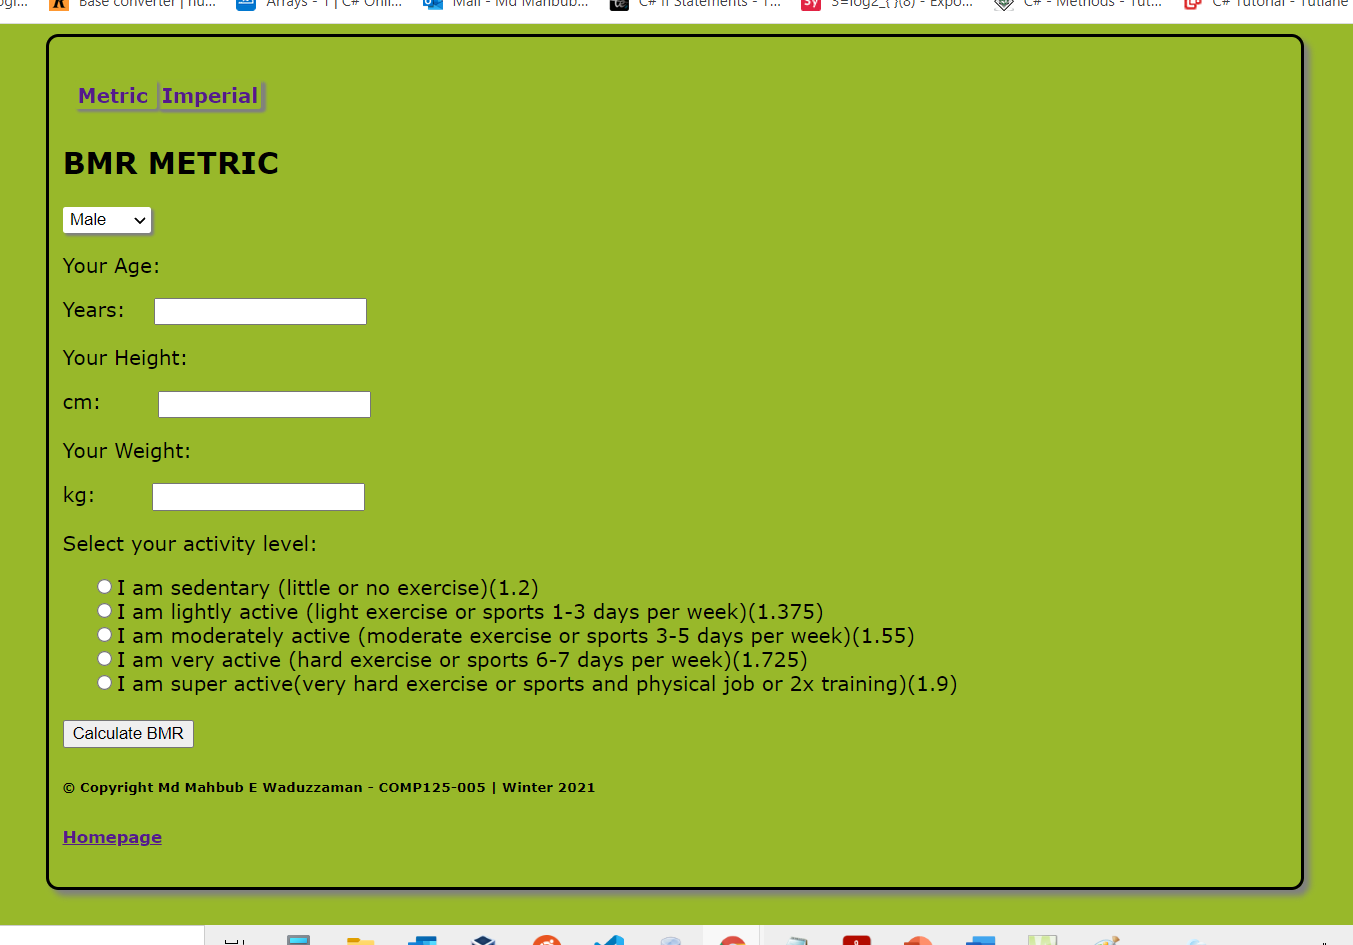 Base converter | nu...
Arrays - 1 | C# Onli...
Mail - Md Mahbub...
C# If Statements - T...
3=log2_{ }(8) - Expo...
C# - Methods - Tut...
C# Tutorial - Tutlane
Metric Imperial
BMR METRIC
Male
Your Age:
Years:
Your Height:
cm:
Your Weight:
kg:
Select your activity level:
I am sedentary (little or no exercise)(1.2)
I am lightly active (light exercise or sports 1-3 days per week)(1.375)
I am moderately active (moderate exercise or sports 3-5 days per week)(1.55)
I am very active (hard exercise or sports 6-7 days per week)(1.725)
I am super active(very hard exercise or sports and physical job or 2x training)(1.9)
Calculate BMR
© Copyright Md Mahbub E Waduzzaman - COMP125-005 | Winter 2021
Homepage